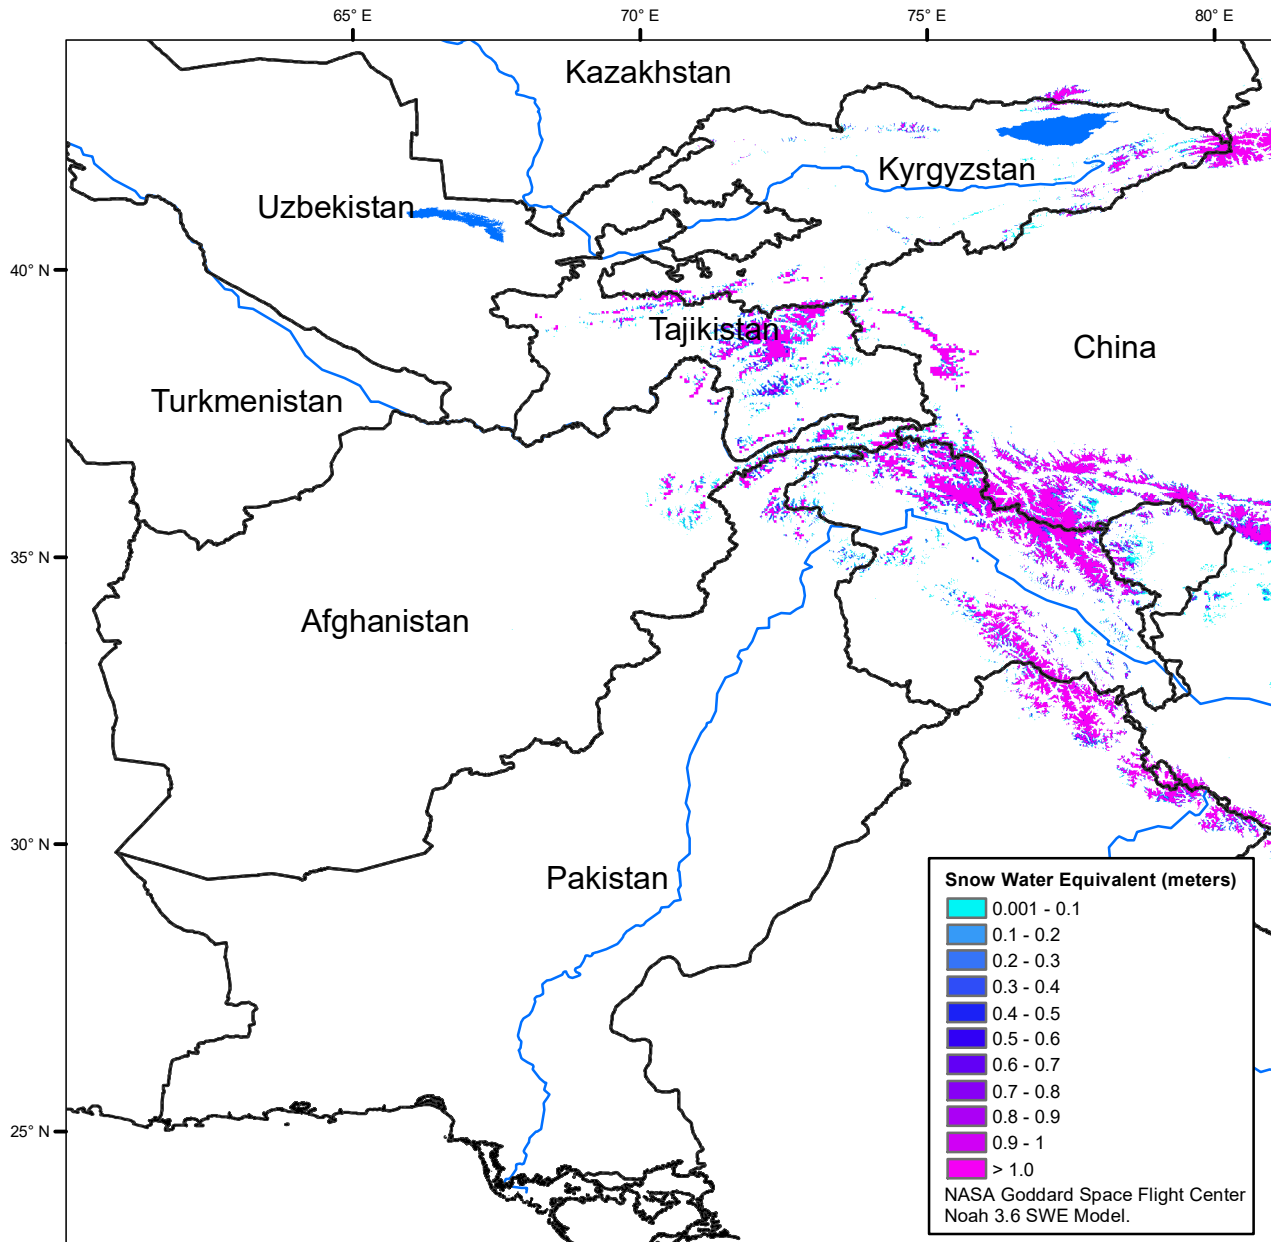 65° E
70° E
75° E
80° E
Kazakhstan
Kyrgyzstan
Uzbekistan
40° N
Tajikistan
China
Turkmenistan
35° N
Afghanistan
30° N
Pakistan
25° N
Snow Water Equivalent (meters)
0.001 - 0.1
0.1 - 0.2
0.2 - 0.3
0.3 - 0.4
0.4 - 0.5
0.5 - 0.6
0.6 - 0.7
0.7 - 0.8
0.8 - 0.9
0.9 - 1
> 1.0
NASA Goddard Space Flight Center
Noah 3.6 SWE Model.